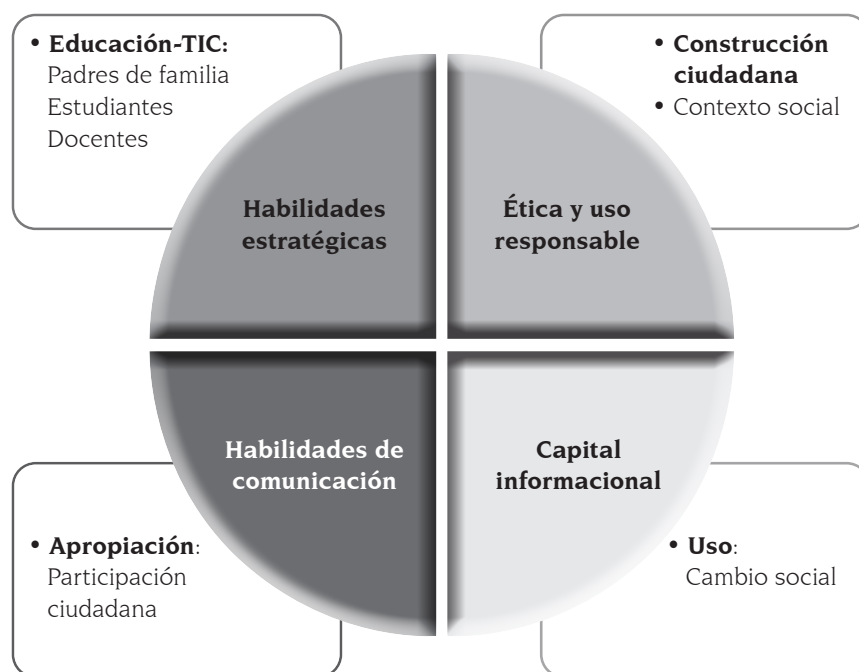 • Educación-TIC:
Padres de familia
Estudiantes
Docentes
• Construcción
ciudadana
• Contexto social
Habilidades
estratégicas
Ética y uso
responsable
Habilidades de
comunicación
Capital
informacional
• Apropiación:
Participación
ciudadana
• Uso:
Cambio social